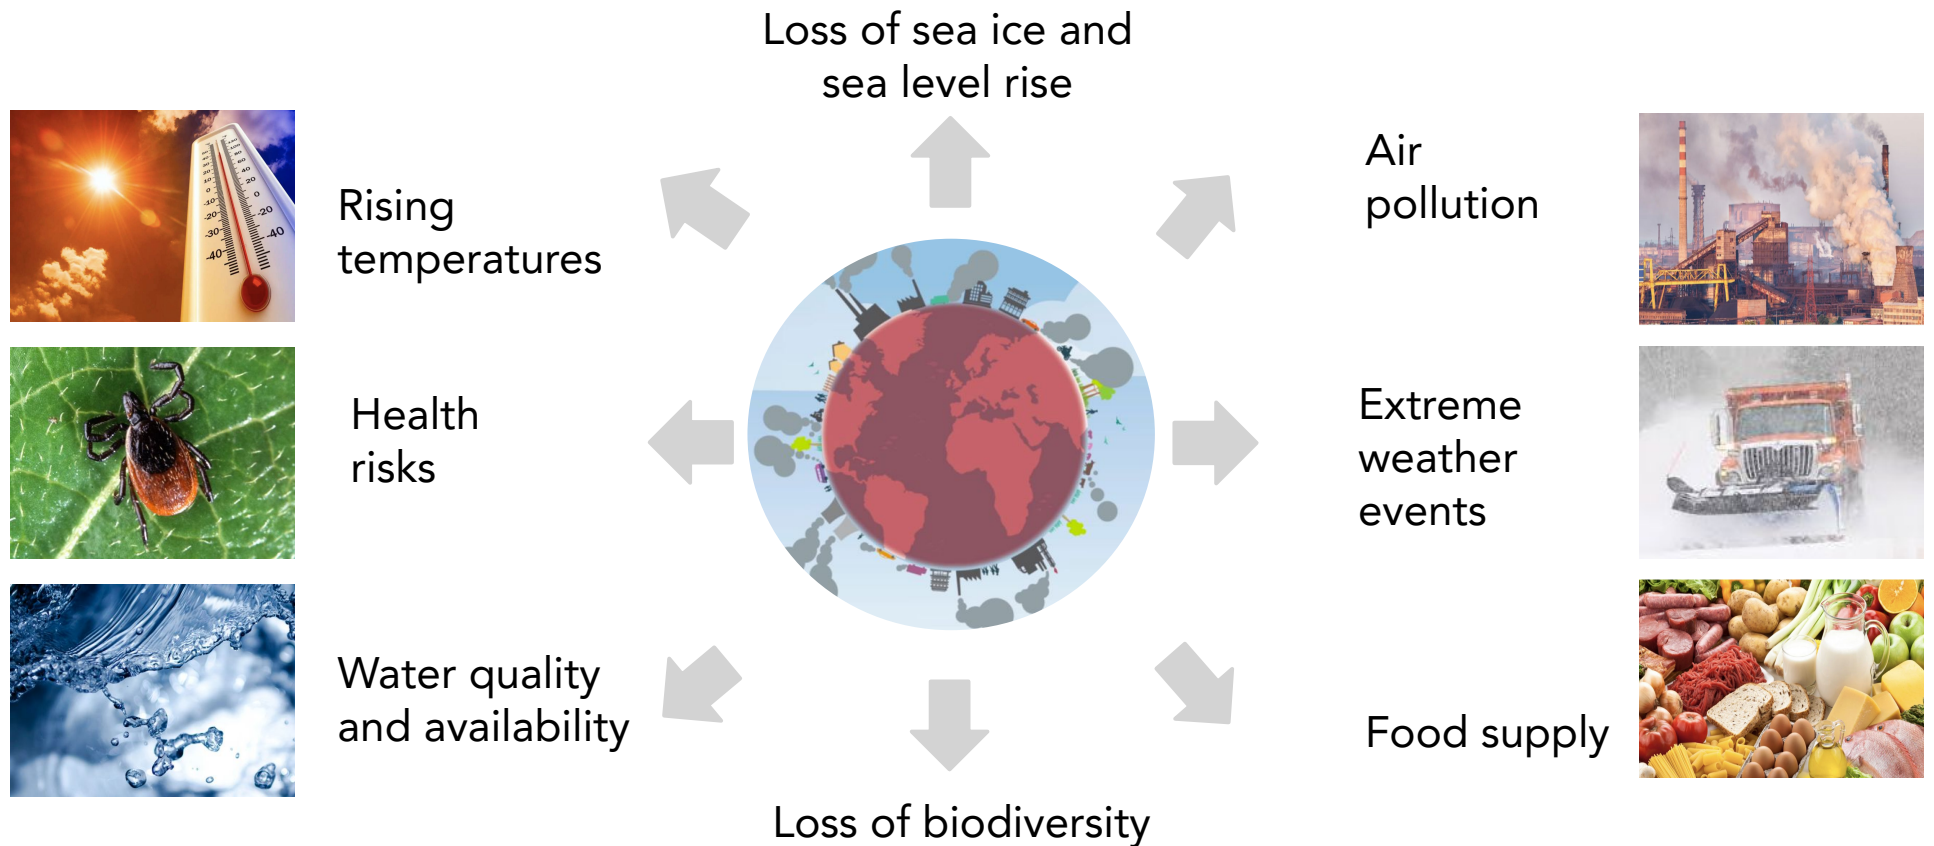 Loss of sea ice and
sea level rise
Rising
temperatures
Air
pollution
Health
risks
Extreme
weather
events
Water quality
and availability
Food supply
Loss of biodiversity